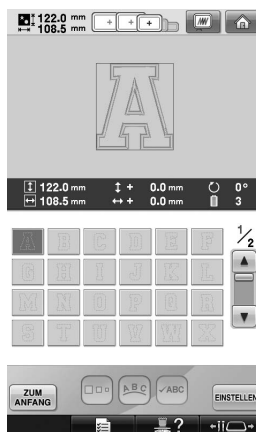 122.0 mm
108.5 mm
A
122.0 mm + 0.0 mm 0°
108.5 mm + 0.0 mm 3
A B C D E F 1/2
G H I J K L
M N O P Q R
S T U V W X
ZUM ANFANG
A B C
ABC
EINSTELLEN
?